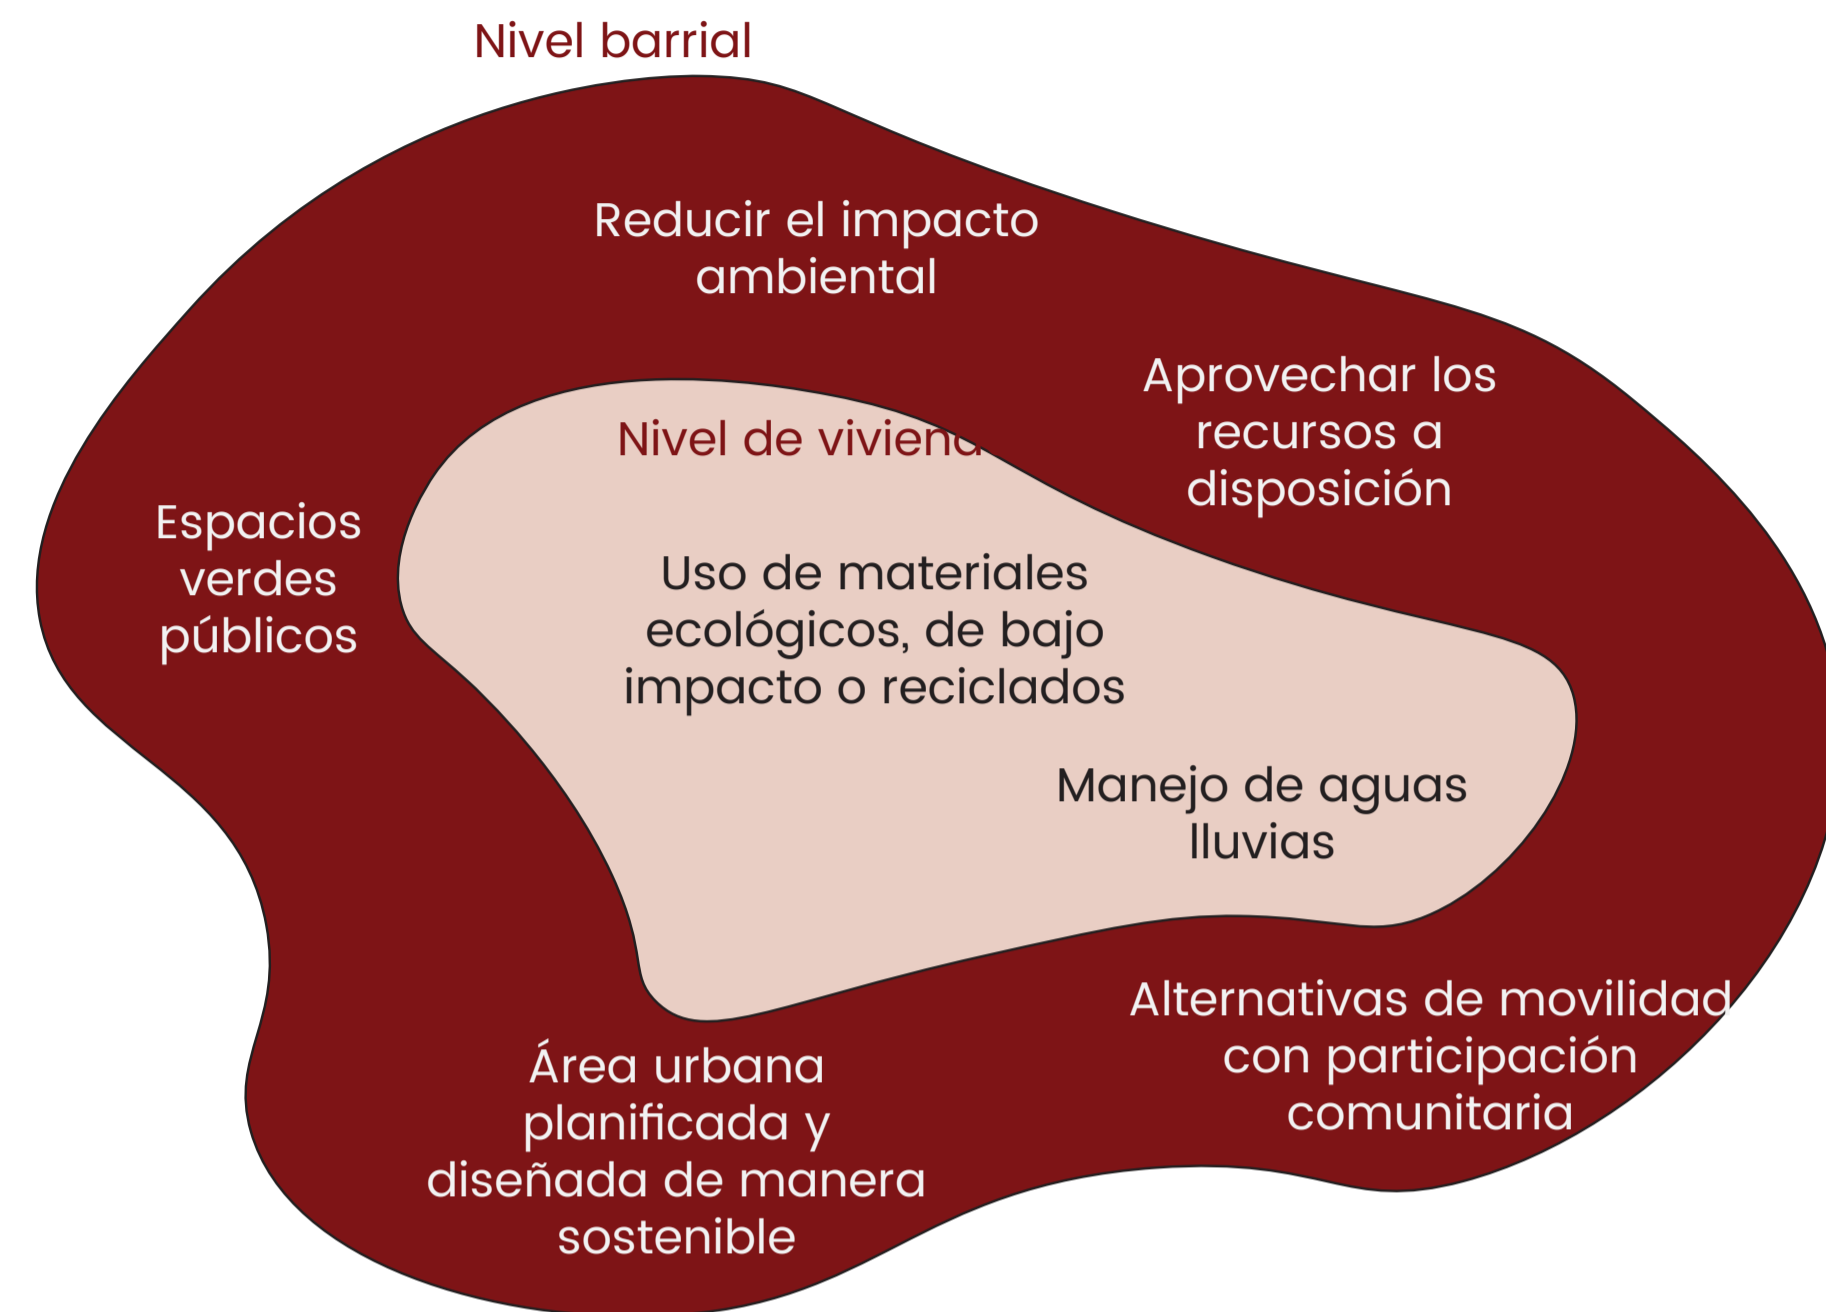 Nivel barrial
Reducir el impacto
ambiental
Aprovechar los
recursos a
disposición
Nivel de
Espacios
verdes
públicos
Uso de materiales
ecológicos, de bajo
impacto o reciclados
Manejo de aguas
lluvias
Alternativas de movilidad
con participación
comunitaria
Área urbana
planificada y
diseñada de manera
sostenible